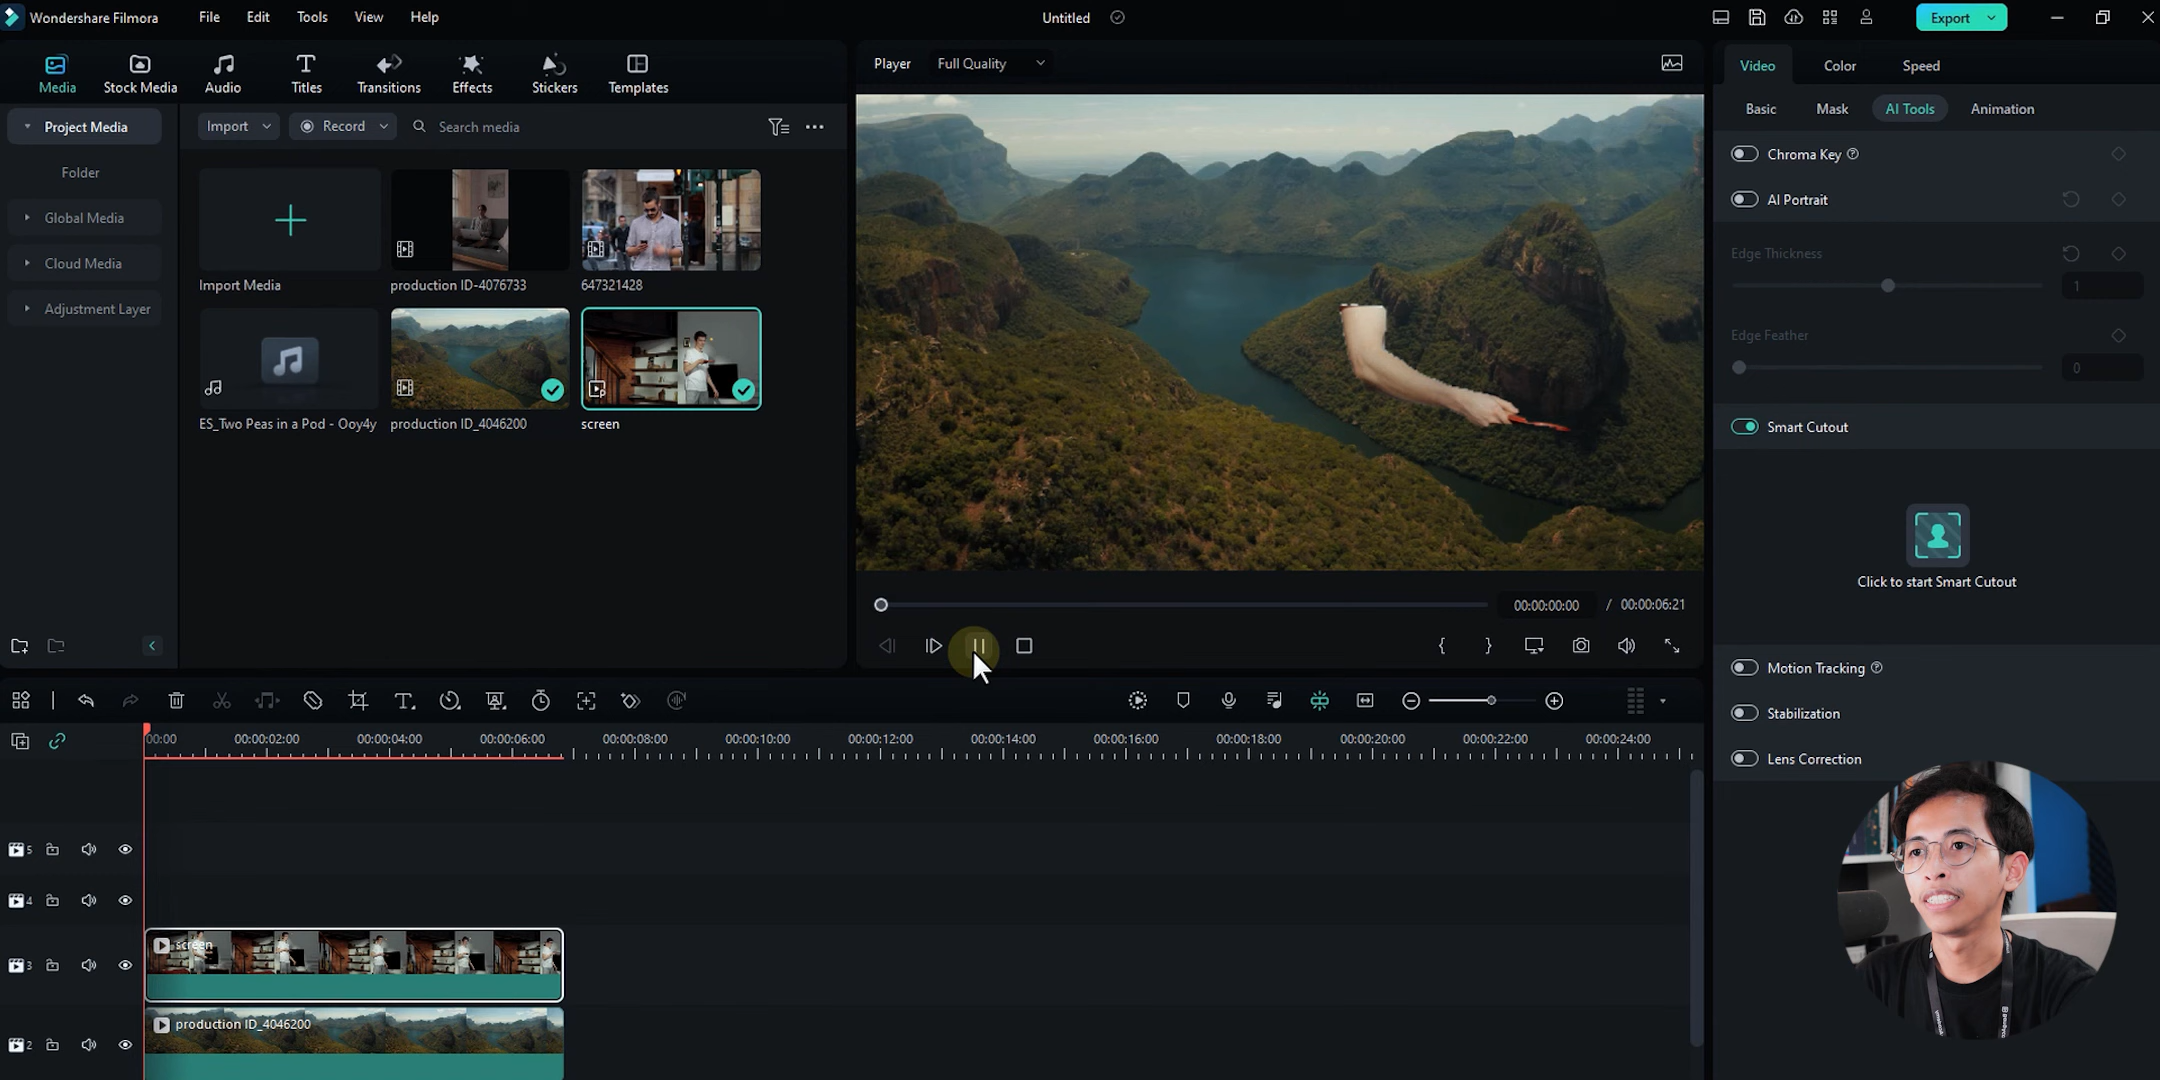 Wondershare Filmora
File
Edit
Tools
View
Help
Untitled
Export
Media
Stock Media
Audio
Titles
Transitions
Effects
Stickers
Templates
Project Media
Folder
Global Media
Cloud Media
Adjustment Layer
Import
Record
Search media
Import Media
production ID-4076733
647321428
ES_Two Peas in a Pod - Ooy4y
production ID_4046200
screen
Player
Full Quality
00:00:00:00
/ 00:00:06:21
{
}
Video
Color
Speed
Basic
Mask
AI Tools
Animation
Chroma Key
AI Portrait
Edge Thickness
1
Edge Feather
0
Smart Cutout
Click to start Smart Cutout
Motion Tracking
Stabilization
Lens Correction
00:00
00:00:02:00
00:00:04:00
00:00:06:00
00:00:08:00
00:00:10:00
00:00:12:00
00:00:14:00
00:00:16:00
00:00:18:00
00:00:20:00
00:00:22:00
00:00:24:00
5
4
3
screen
2
production ID_4046200